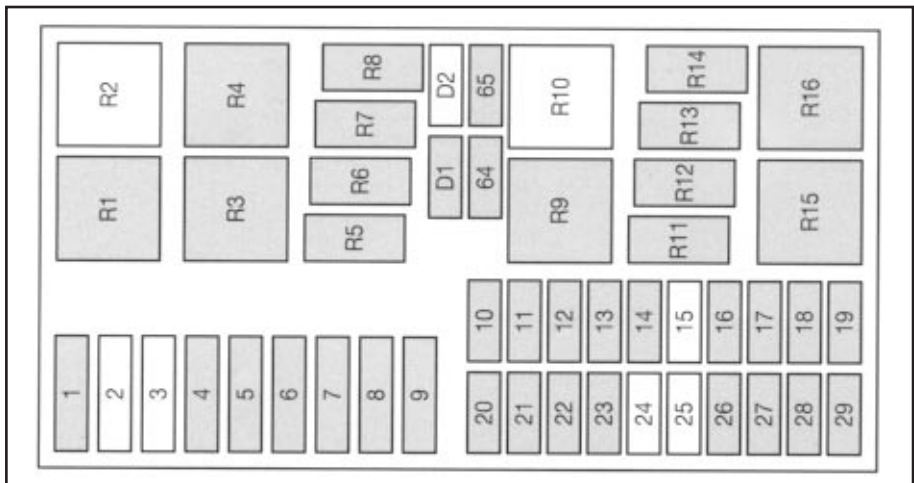 R2 R4 R8 D2 65 R10 R14 R16
R7 R13
R1 R3 R6 D1 64 R9 R12 R15
R5 R11
10 11 12 13 14 15 16 17 18 19
1 2 3 4 5 6 7 8 9
20 21 22 23 24 25 26 27 28 29